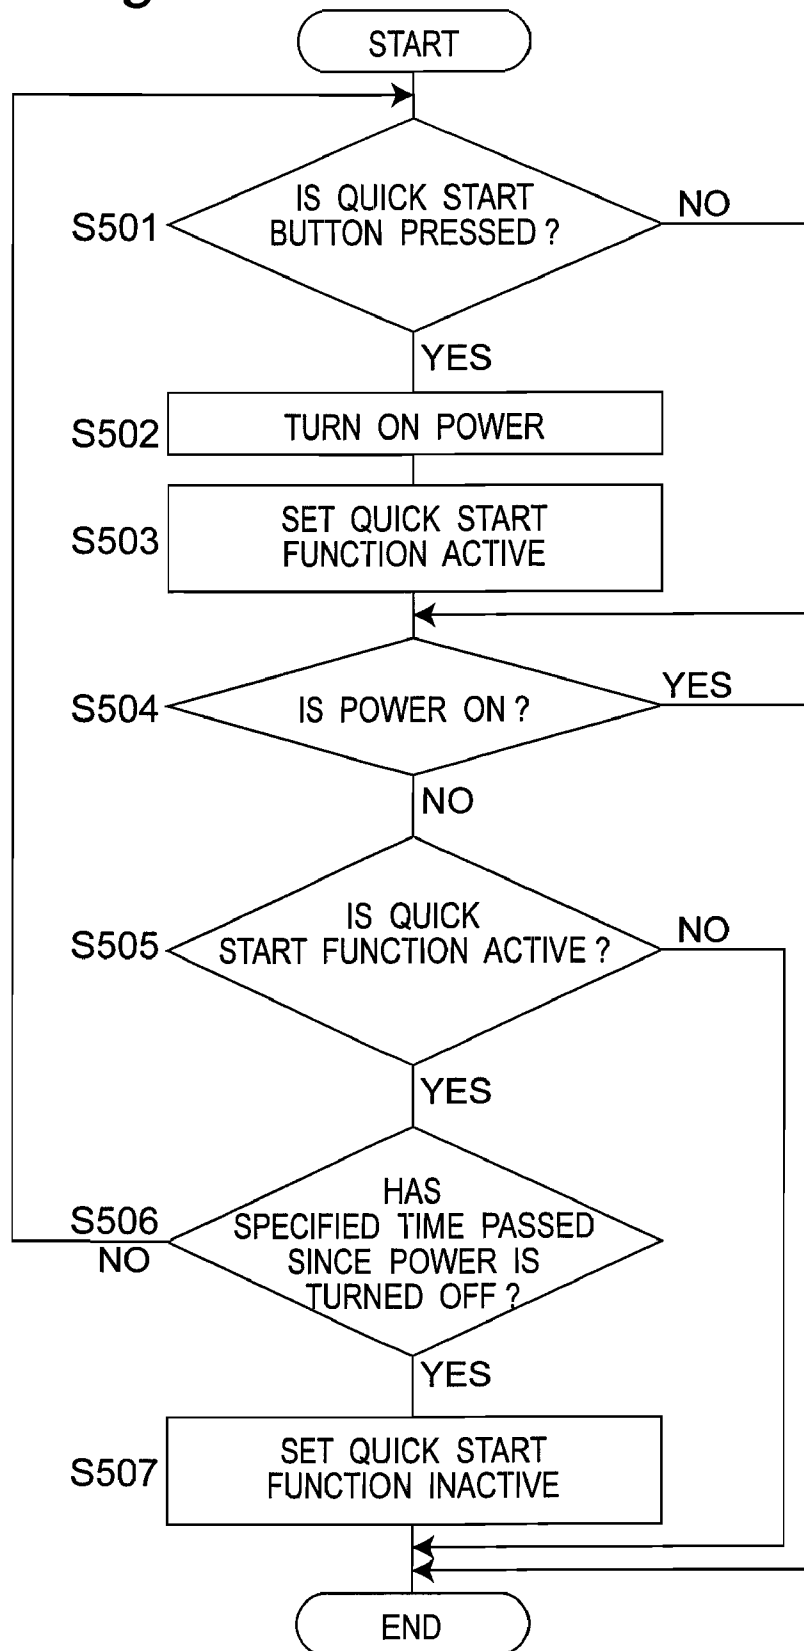 START
S501
IS QUICK START
BUTTON PRESSED?
NO
YES
S502
TURN ON POWER
S503
SET QUICK START
FUNCTION ACTIVE
S504
IS POWER ON?
YES
NO
S505
IS QUICK
START FUNCTION ACTIVE?
NO
YES
S506
NO
HAS
SPECIFIED TIME PASSED
SINCE POWER IS
TURNED OFF?
YES
S507
SET QUICK START
FUNCTION INACTIVE
END